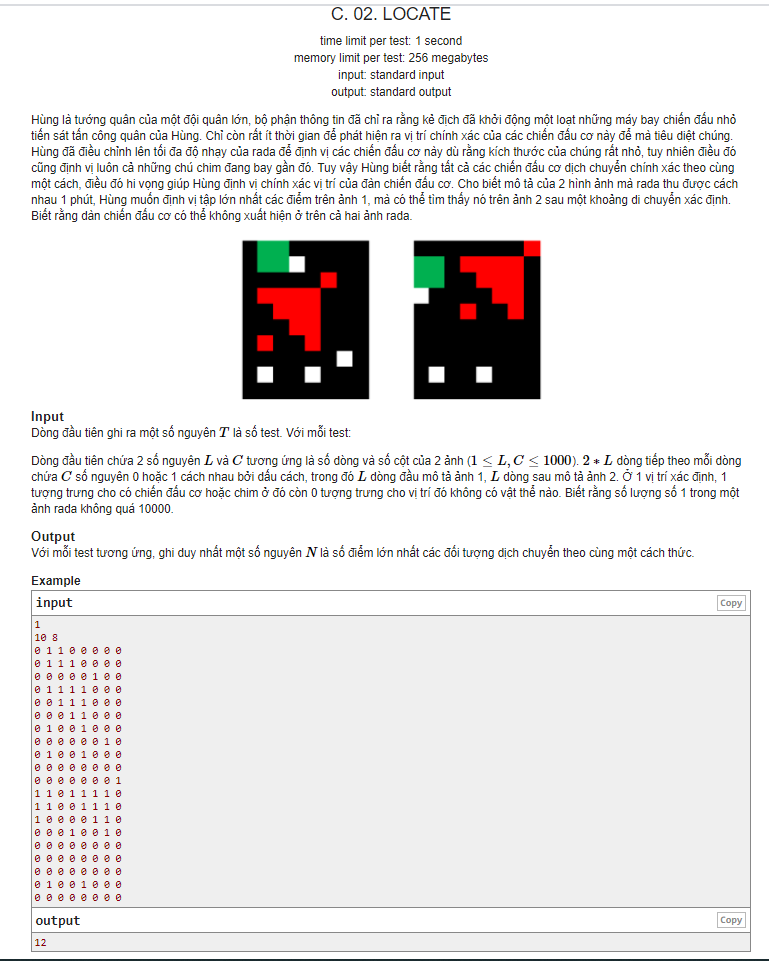 C. 02. LOCATE
time limit per test: 1 second
memory limit per test: 256 megabytes
input: standard input
output: standard output
Hùng là tướng quân của một đội quân lớn, bộ phận thông tin đã chỉ ra rằng kẻ địch đã khởi động một loạt những máy bay chiến đấu nhỏ
tiến sát tấn công quân của Hùng. Chỉ còn rất ít thời gian để phát hiện ra vị trí chính xác của các chiến đấu cơ này để mà tiêu diệt chúng.
Hùng đã điều chỉnh lên tối đa độ nhạy của rada để định vị các chiến đấu cơ này dù rằng kích thước của chúng rất nhỏ, tuy nhiên điều đó
cũng định vị luôn cả những chú chim đang bay gần đó. Tuy vậy Hùng biết rằng tất cả các chiến đấu cơ dịch chuyển chính xác theo cùng
một cách, điều đó hi vọng giúp Hùng định vị chính xác vị trí của đàn chiến đấu cơ. Cho biết mô tả của 2 hình ảnh mà rada thu được cách
nhau 1 phút, Hùng muốn định vị tập lớn nhất các điểm trên ảnh 1, mà có thể tìm thấy nó trên ảnh 2 sau một khoảng di chuyển xác định.
Biết rằng dàn chiến đấu cơ có thể không xuất hiện ở trên cả hai ảnh rada.
Input
Dòng đầu tiên ghi ra một số nguyên T là số test. Với mỗi test:
Dòng đầu tiên chứa 2 số nguyên L và C tương ứng là số dòng và số cột của 2 ảnh (1 ≤ L, C ≤ 1000). 2 * L dòng tiếp theo mỗi dòng
chứa C số nguyên 0 hoặc 1 cách nhau bởi dấu cách, trong đó L dòng đầu mô tả ảnh 1, L dòng sau mô tả ảnh 2. Ở 1 vị trí xác định, 1
tượng trưng cho có chiến đấu cơ hoặc chim ở đó còn 0 tượng trưng cho vị trí đó không có vật thể nào. Biết rằng số lượng số 1 trong một
ảnh rada không quá 10000.
Output
Với mỗi test tương ứng, ghi duy nhất một số nguyên N là số điểm lớn nhất các đối tượng dịch chuyển theo cùng một cách thức.
Example
input
Copy
1
10 8
0 1 1 0 0 0 0 0
0 1 1 1 0 0 0 0
0 0 0 0 0 1 0 0
0 1 1 1 1 0 0 0
0 0 1 1 1 0 0 0
0 0 0 1 1 0 0 0
0 1 0 0 1 0 0 0
0 0 0 0 0 0 1 0
0 1 0 0 1 0 0 0
0 0 0 0 0 0 0 0
0 0 0 0 0 0 0 1
1 1 0 1 1 1 1 0
1 1 0 0 1 1 1 0
1 0 0 0 0 1 1 0
0 0 0 1 0 0 1 0
0 0 0 0 0 0 0 0
0 0 0 0 0 0 0 0
0 0 0 0 0 0 0 0
0 1 0 0 1 0 0 0
0 0 0 0 0 0 0 0
output
Copy
12